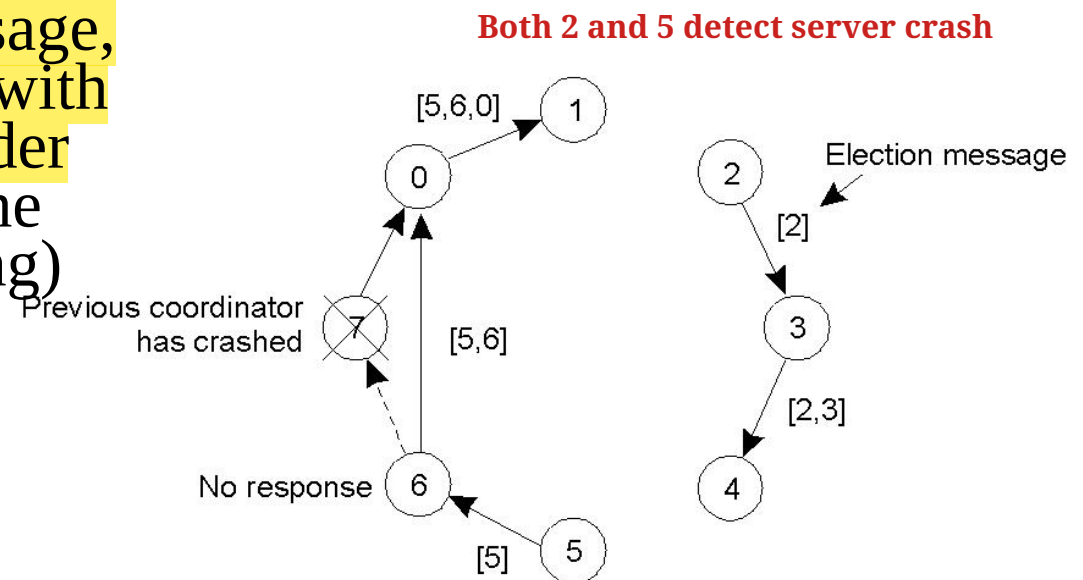 sage,
with
der
ne
g)
Both 2 and 5 detect server crash
[5,6,0]
1
0
2
Election message
[2]
Previous coordinator
has crashed
7
[5,6]
3
[2,3]
No response
6
4
[5]
5